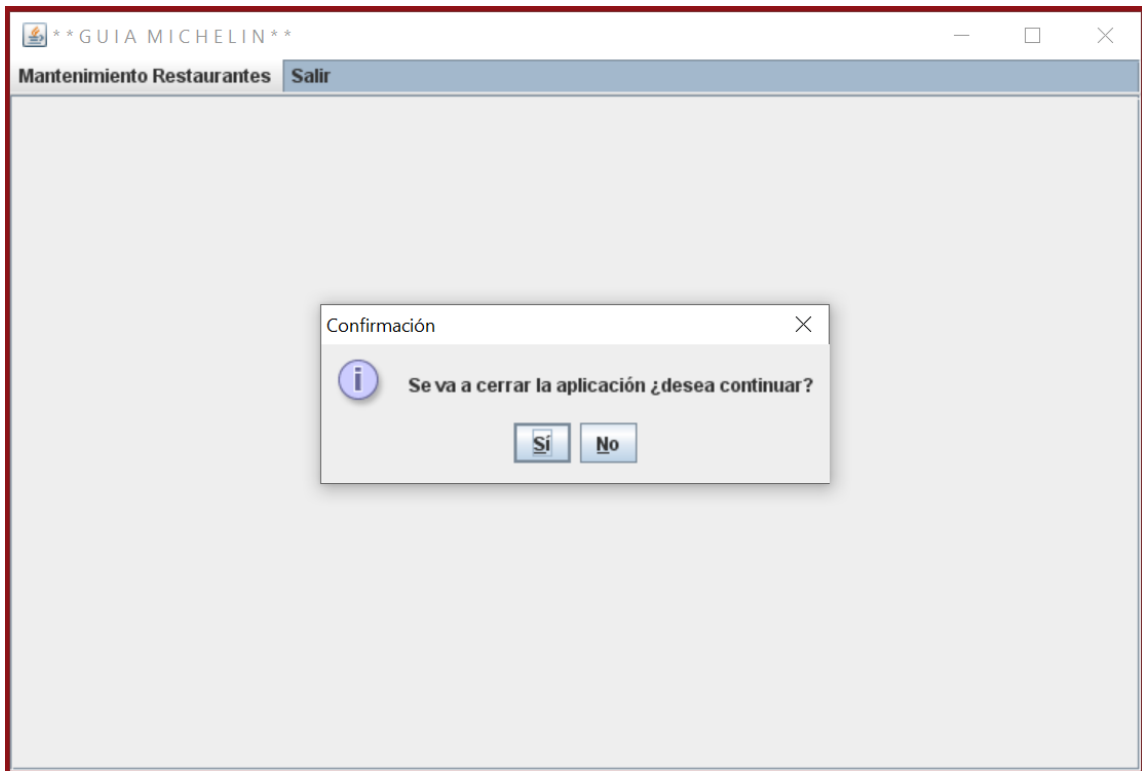 **GUIA MICHELIN**
Mantenimiento Restaurantes Salir
Confirmación
i
Se va a cerrar la aplicación ¿desea continuar?
Sí No